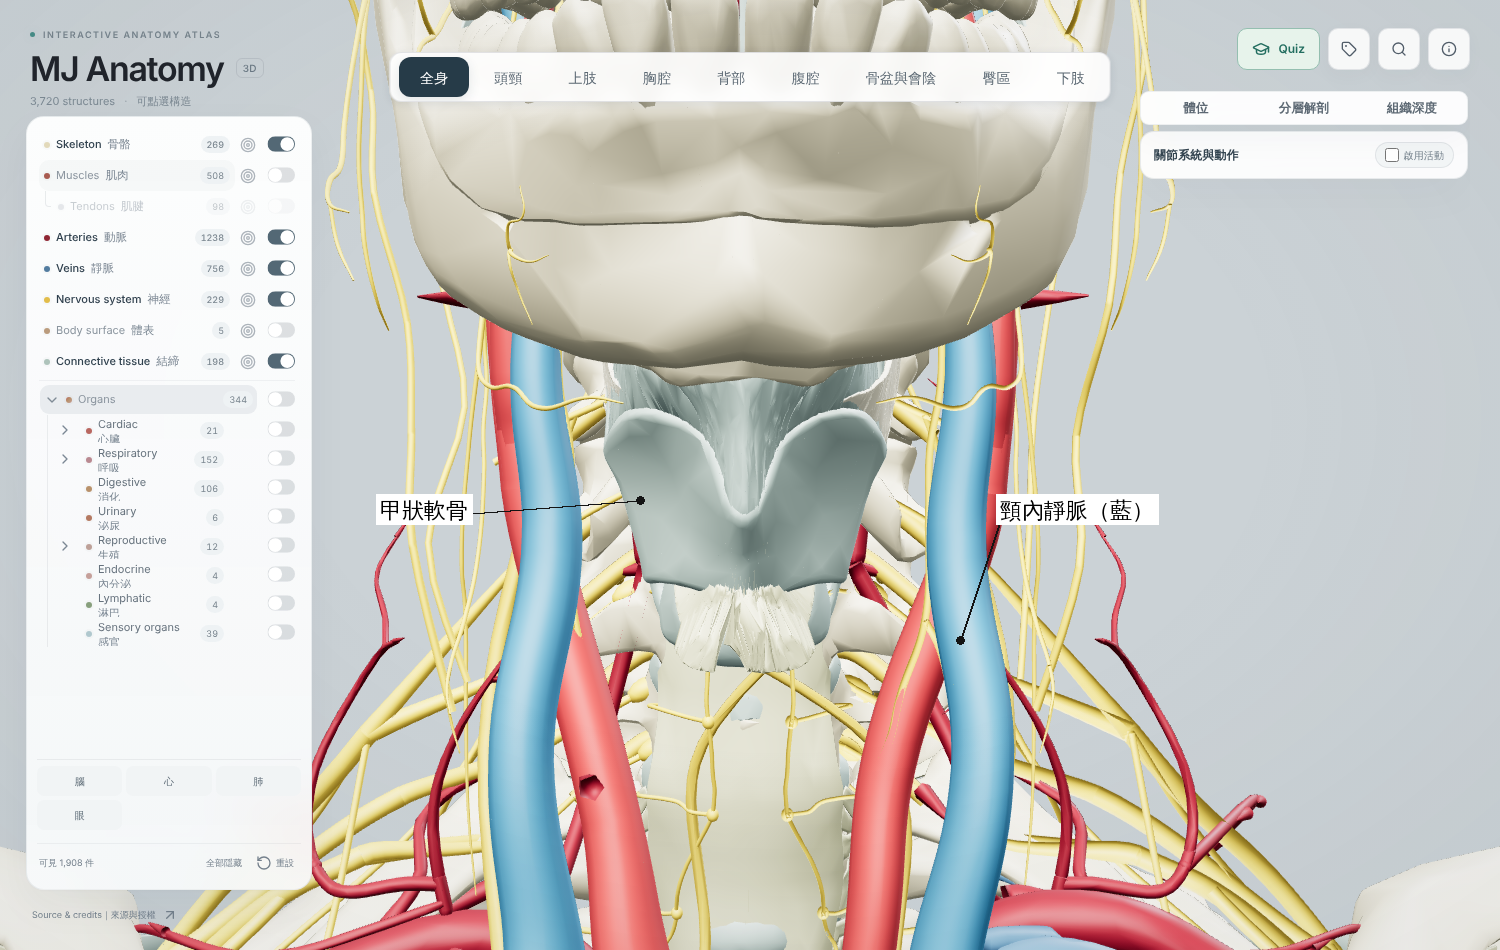 INTERACTIVE ANATOMY ATLAS
MJ Anatomy 3D
3,720 structures · 可點選構造
全身 頭頸 上肢 胸腔 背部 腹腔 骨盆與會陰 臀區 下肢
Quiz
體位 分層解剖 組織深度
關節系統與動作 啟用活動
Skeleton 骨骼 269
Muscles 肌肉 508
Tendons 肌腱 98
Arteries 動脈 1238
Veins 靜脈 756
Nervous system 神經 229
Body surface 體表 5
Connective tissue 結締 198
Organs 344
Cardiac 21
心臟
Respiratory 152
呼吸
Digestive 106
消化
Urinary 6
泌尿
Reproductive 12
生殖
Endocrine 4
內分泌
Lymphatic 4
淋巴
Sensory organs 39
感官
甲狀軟骨
頸內靜脈（藍）
腦 心 肺
眼
可見 1,908 件 全部隱藏 重設
Source & credits | 來源與授權